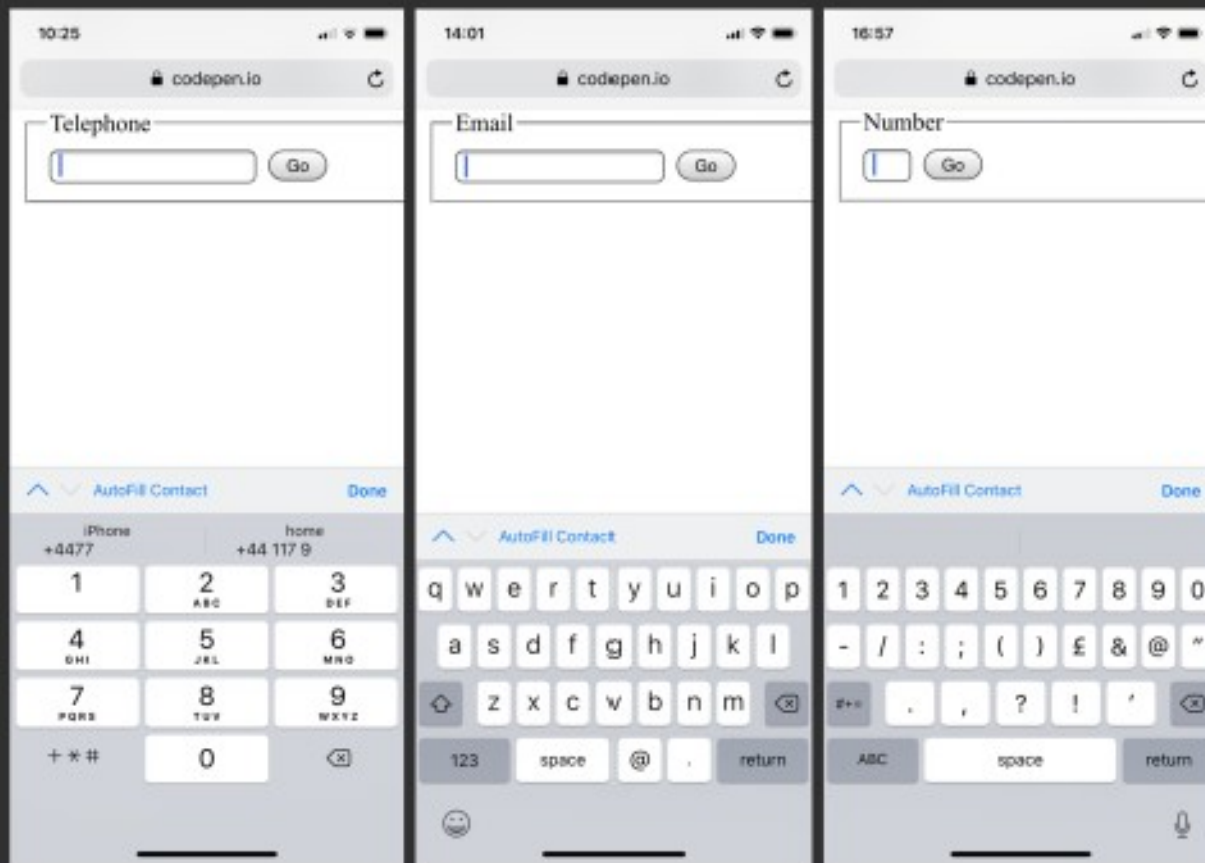 10:25
codepen.io
Telephone
Go
AutoFill Contact Done
iPhone home
+4477 +44 117 9
1 2 3
ABC DEF
4 5 6
GHI JKL MNO
7 8 9
PQRS TUV WXYZ
+ * # 0
14:01
codepen.io
Email
Go
AutoFill Contact Done
q w e r t y u i o p
a s d f g h j k l
z x c v b n m
123 space @ . return
16:57
codepen.io
Number
Go
AutoFill Contact Done
1 2 3 4 5 6 7 8 9 0
- / : ; ( ) £ & @ "
#+= . , ? ! ’
ABC space return